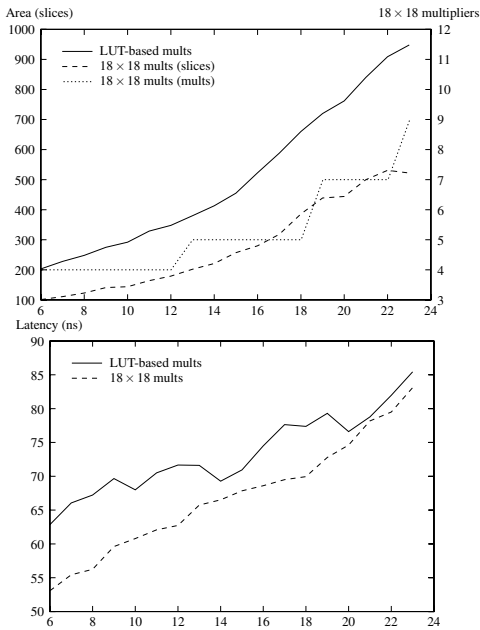 Area (slices) 18 × 18 multipliers
1000 12
LUT-based mults
900 11
18 × 18 mults (slices)
18 × 18 mults (mults)
800 10
700 9
600 8
500 7
400 6
300 5
200 4
100 3
6 8 10 12 14 16 18 20 22 24
Latency (ns)
90
LUT-based mults
85
18 × 18 mults
80
75
70
65
60
55
50
6 8 10 12 14 16 18 20 22 24